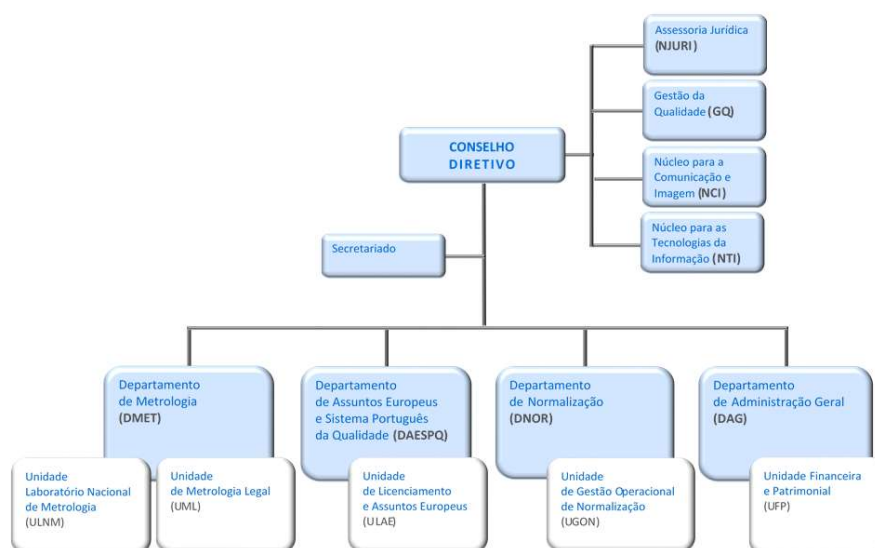 Assessoria Jurídica
(NJURI)
Gestão da
Qualidade (GQ)
CONSELHO
DIRETIVO
Núcleo para a
Comunicação e
Imagem (NCI)
Núcleo para as
Tecnologias da
Informação (NTI)
Secretariado
Departamento
de Metrologia
(DMET)
Departamento
de Assuntos Europeus
e Sistema Português
da Qualidade (DAESPQ)
Departamento
de Normalização
(DNOR)
Departamento
de Administração Geral
(DAG)
Unidade
Laboratório Nacional
de Metrologia
(ULNM)
Unidade
de Metrologia Legal
(UML)
Unidade
de Licenciamento
e Assuntos Europeus
(ULAE)
Unidade
de Gestão Operacional
de Normalização
(UGON)
Unidade Financeira
e Patrimonial
(UFP)